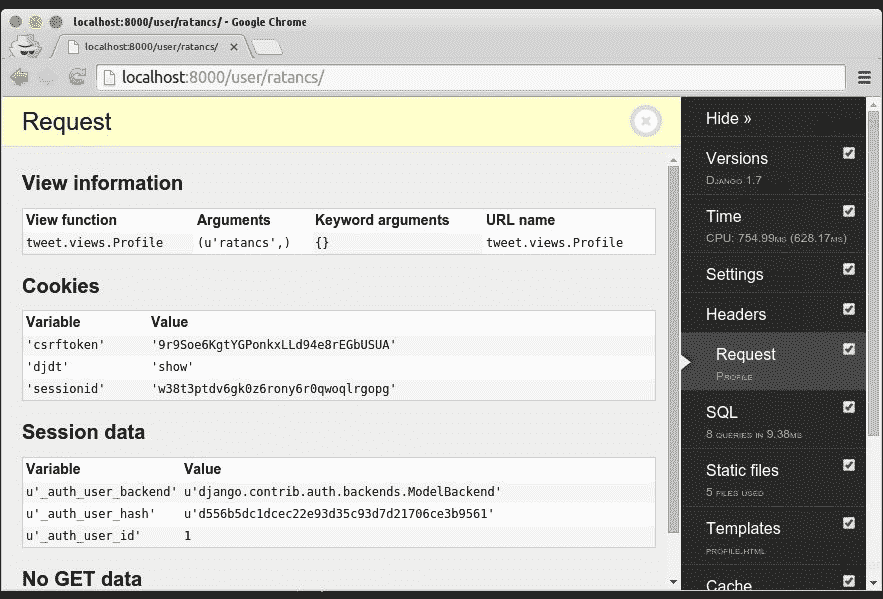 localhost:8000/user/ratancs/ - Google Chrome
localhost:8000/user/ratancs/
localhost:8000/user/ratancs/
Request
View information
View function Arguments Keyword arguments URL name
tweet.views.Profile (u'ratancs',) {} tweet.views.Profile
Cookies
Variable Value
'csrftoken' '9r9Soe6KgtYGPonkxLLd94e8rEGbUSUA'
'djdt' 'show'
'sessionid' 'w38t3ptdv6gk0z6rony6r0qwoqlrgopg'
Session data
Variable Value
u'_auth_user_backend' u'django.contrib.auth.backends.ModelBackend'
u'_auth_user_hash' u'd556b5dc1dcec22e93d35c93d7d21706ce3b9561'
u'_auth_user_id' 1
No GET data
Hide »
Versions
Django 1.7
Time
CPU: 754.99ms (628.17ms)
Settings
Headers
Request
Profile
SQL
8 queries in 9.38ms
Static files
5 files used
Templates
profile.html
Cache